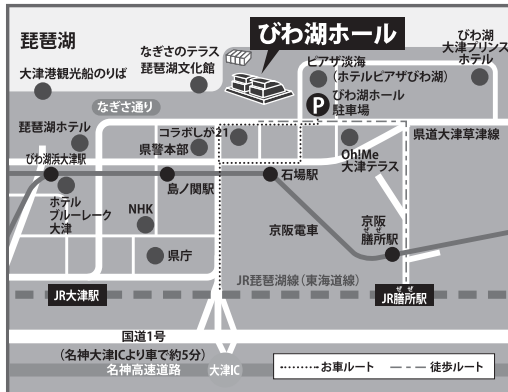 琵琶湖
びわ湖ホール
なぎさのテラス
琵琶湖文化館
大津港観光船のりば
ピアザ淡海
(ホテルピアザびわ湖)
びわ湖
大津プリンス
ホテル
P
びわ湖ホール
駐車場
なぎさ通り
琵琶湖ホテル
コラボしが21
県警本部
県道大津草津線
Oh!Me
大津テラス
びわ湖浜大津駅
島ノ関駅
石場駅
ホテル
ブルーレーク
大津
NHK
県庁
京阪電車
京阪
膳所駅
ぜぜ
JR琵琶湖線(東海道線)
JR大津駅
JR膳所駅
ぜぜ
国道1号
(名神大津ICより車で約5分)
名神高速道路
大津IC
お車ルート
徒歩ルート